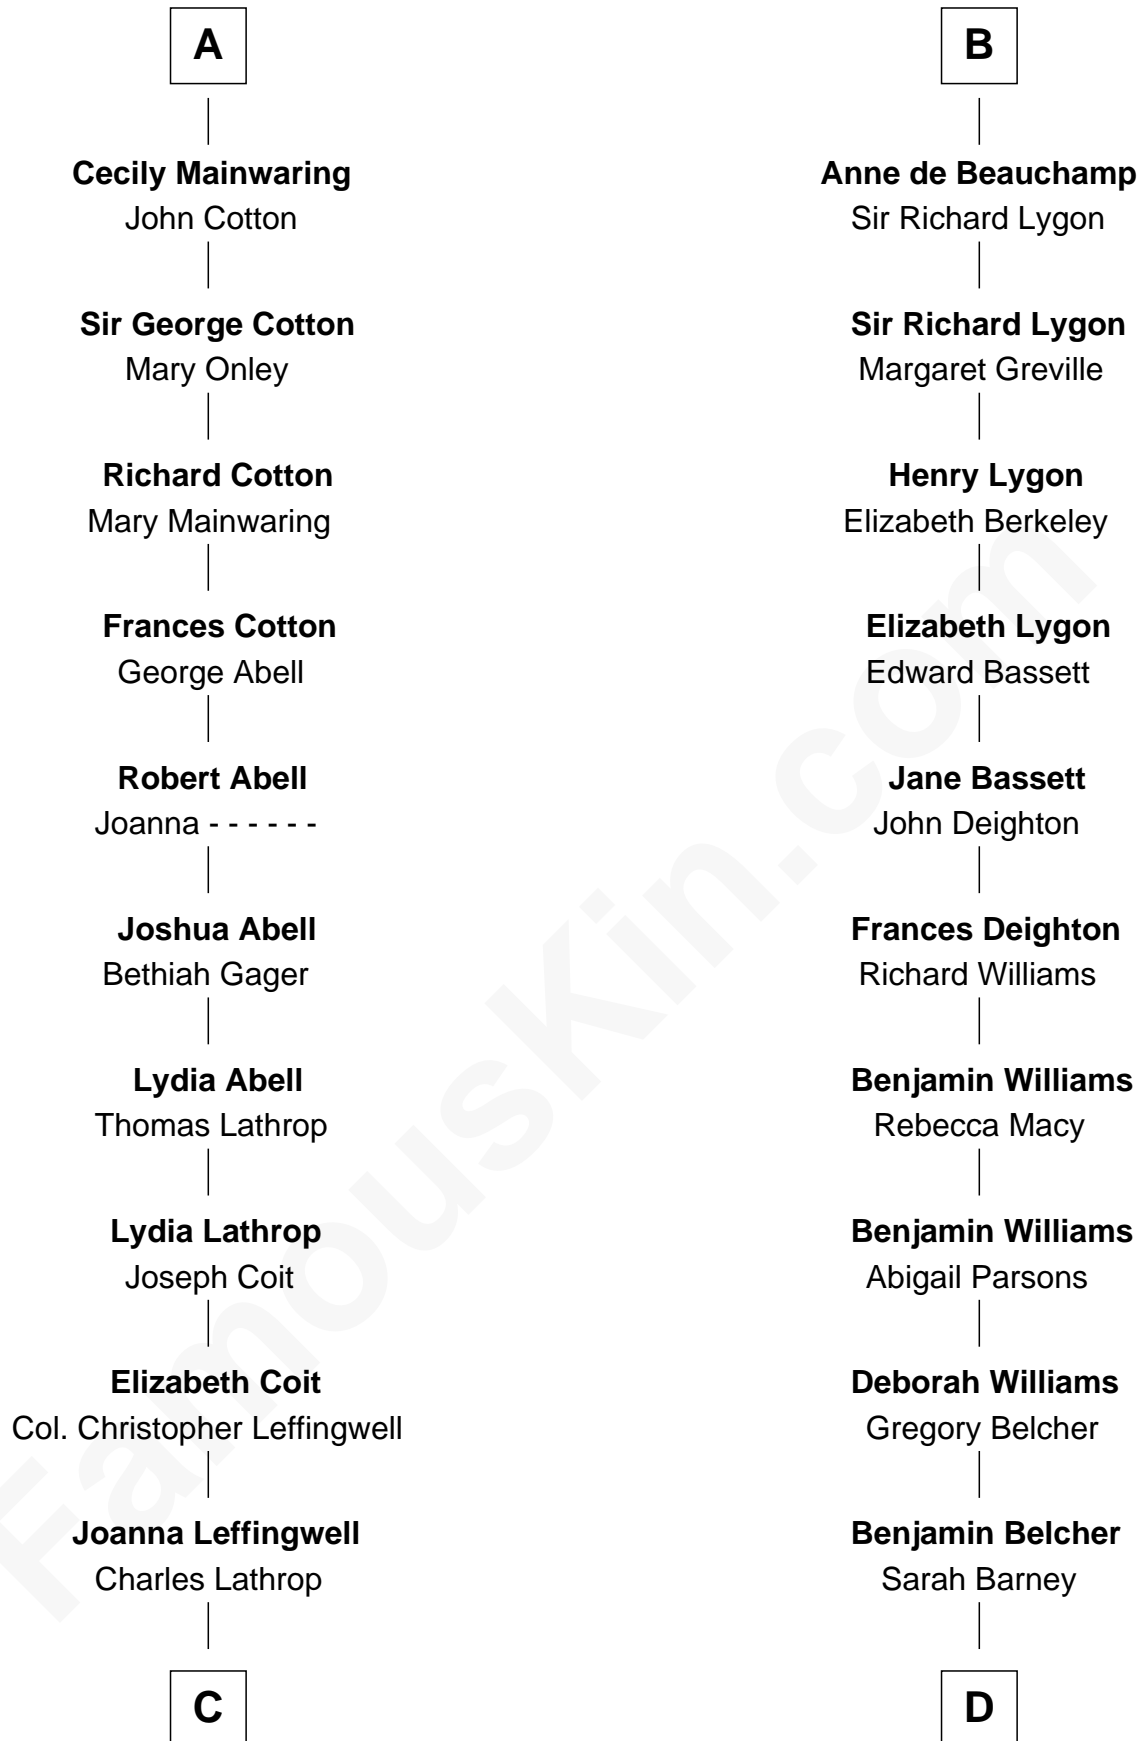 A
Cecily Mainwaring
John Cotton
Sir George Cotton
Mary Onley
Richard Cotton
Mary Mainwaring
Frances Cotton
George Abell
Robert Abell
Joanna - - - - - -
Joshua Abell
Bethiah Gager
Lydia Abell
Thomas Lathrop
Lydia Lathrop
Joseph Coit
Elizabeth Coit
Col. Christopher Leffingwell
Joanna Leffingwell
Charles Lathrop
C
B
Anne de Beauchamp
Sir Richard Lygon
Sir Richard Lygon
Margaret Greville
Henry Lygon
Elizabeth Berkeley
Elizabeth Lygon
Edward Bassett
Jane Bassett
John Deighton
Frances Deighton
Richard Williams
Benjamin Williams
Rebecca Macy
Benjamin Williams
Abigail Parsons
Deborah Williams
Gregory Belcher
Benjamin Belcher
Sarah Barney
D
FamousKin.com